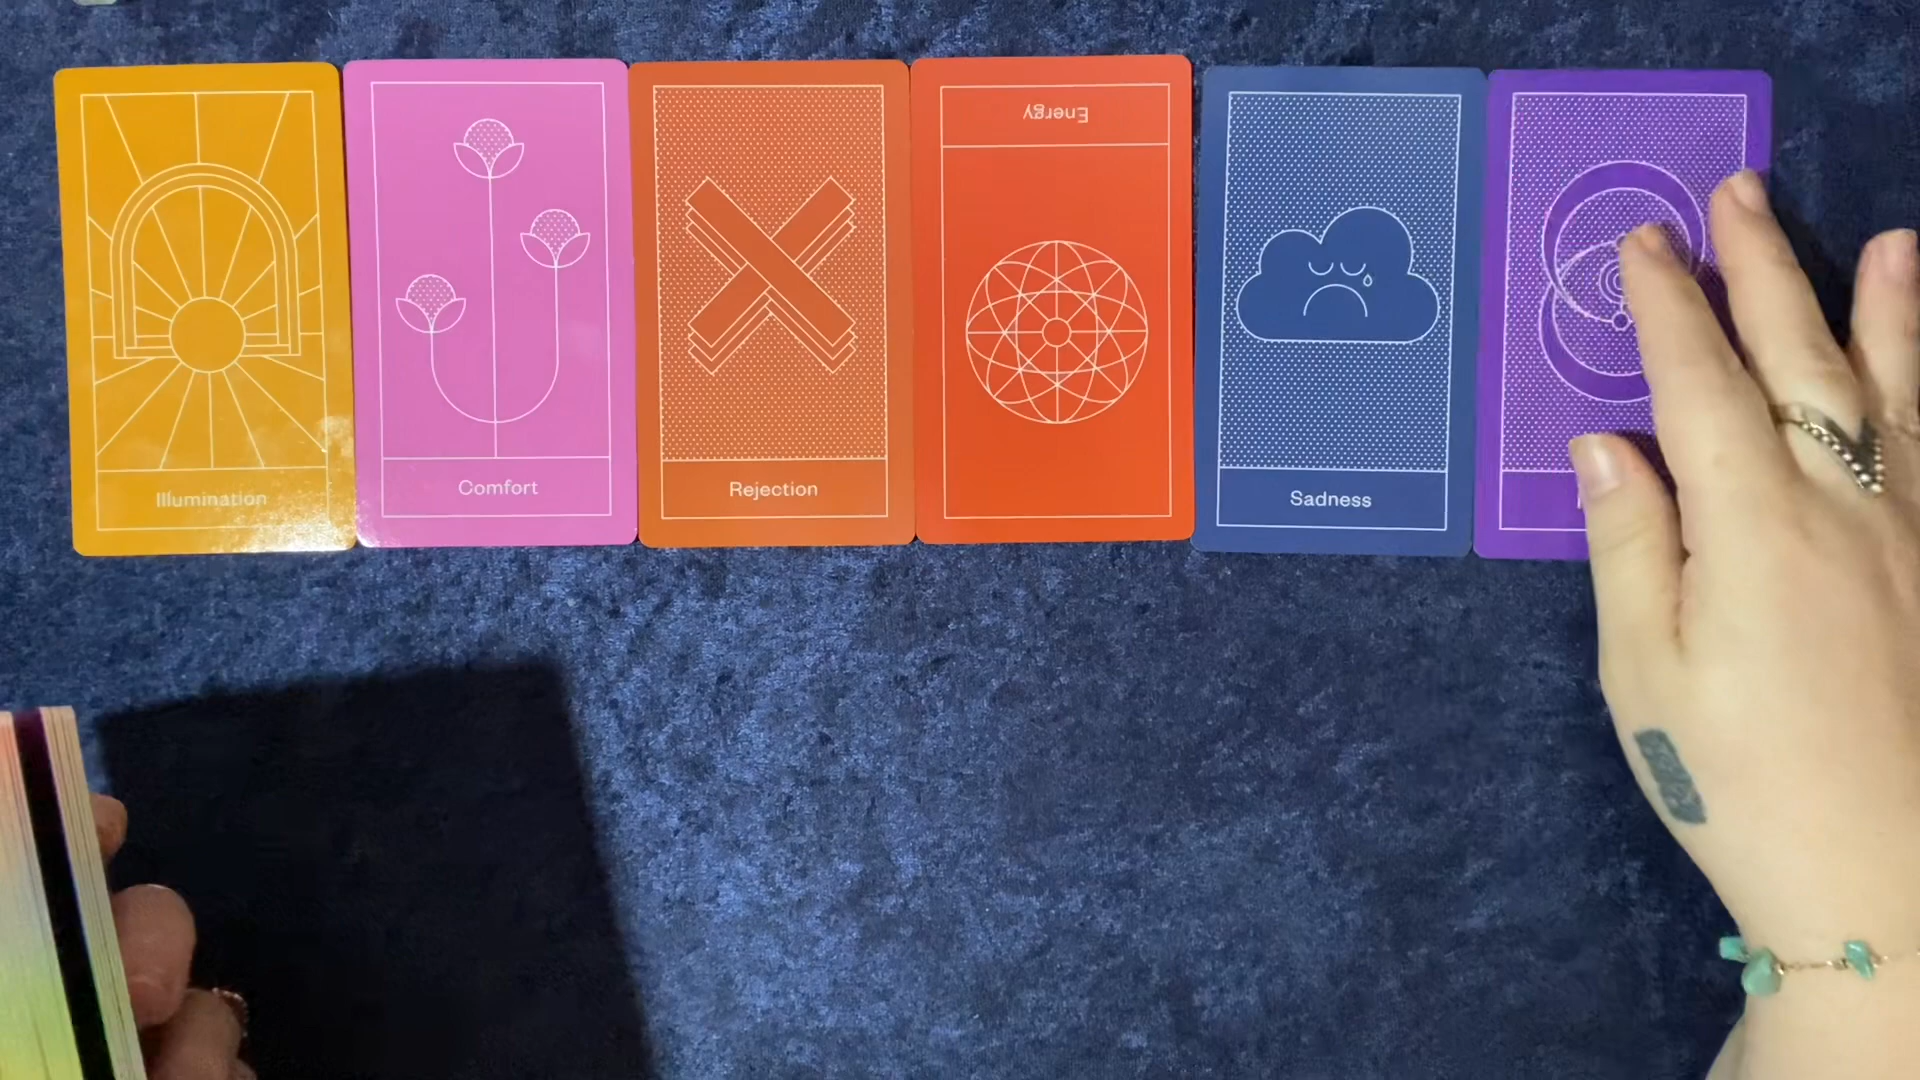 Illumination
Comfort
Rejection
Energy
Sadness